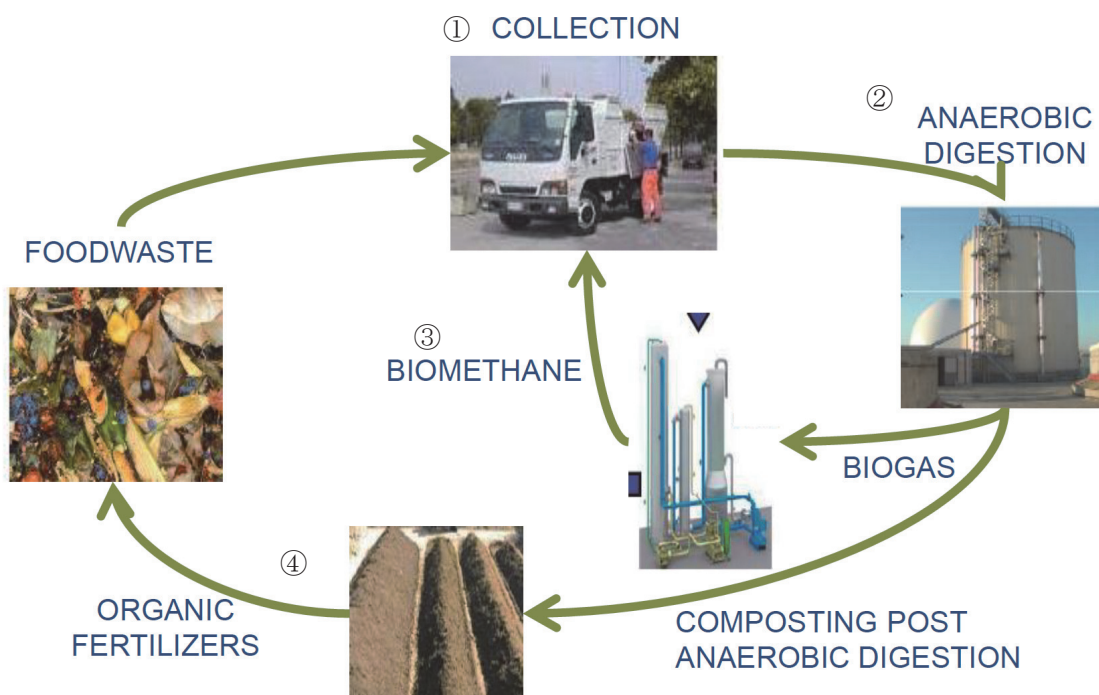 ① COLLECTION
②
ANAEROBIC
DIGESTION
FOODWASTE
③
BIOMETHANE
BIOGAS
④
ORGANIC
FERTILIZERS
COMPOSTING POST
ANAEROBIC DIGESTION